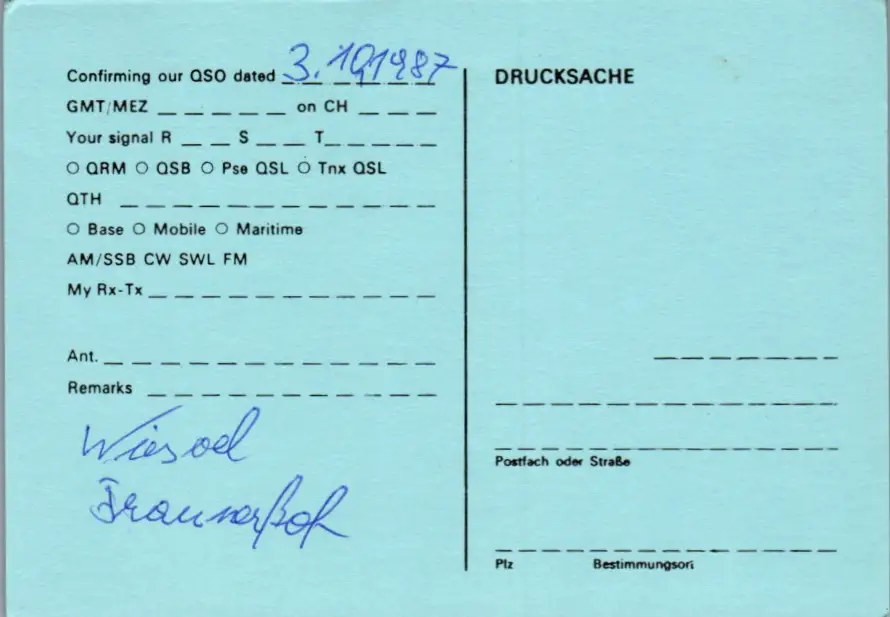 Confirming our QSO dated 3.10.1987
GMT/MEZ on CH
Your signal R S T
QRM QSB Pse QSL Tnx QSL
QTH
Base Mobile Maritime
AM/SSB CW SWL FM
My Rx-Tx
Ant.
Remarks
DRUCKSACHE
Postfach oder Straße
Plz Bestimmungsort